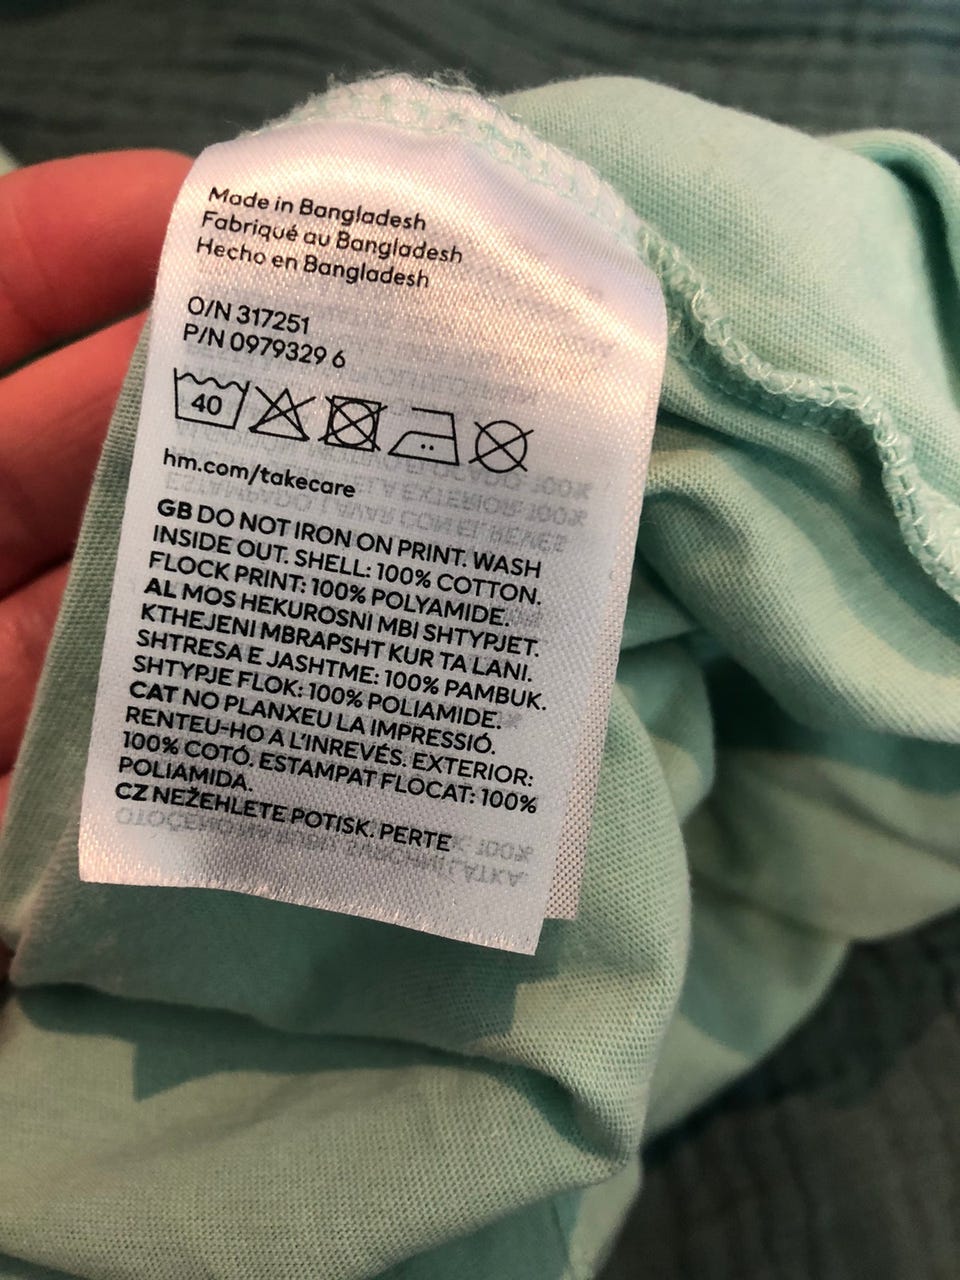 Made in Bangladesh
Fabriqué au Bangladesh
Hecho en Bangladesh
O/N 317251
P/N 0979329 6
40
hm.com/takecare
GB DO NOT IRON ON PRINT. WASH
INSIDE OUT. SHELL: 100% COTTON.
FLOCK PRINT: 100% POLYAMIDE.
AL MOS HEKUROSNI MBI SHTYPJET.
KTHEJENI MBRAPSHT KUR TA LANI.
SHTRESA E JASHTME: 100% PAMBUK.
SHTYPJE FLOK: 100% POLIAMIDE.
CAT NO PLANXEU LA IMPRESSIÓ.
RENTEU-HO A L'INREVÉS. EXTERIOR:
100% COTÓ. ESTAMPAT FLOCAT: 100%
POLIAMIDA.
CZ NEŽEHLETE POTISK. PERTE